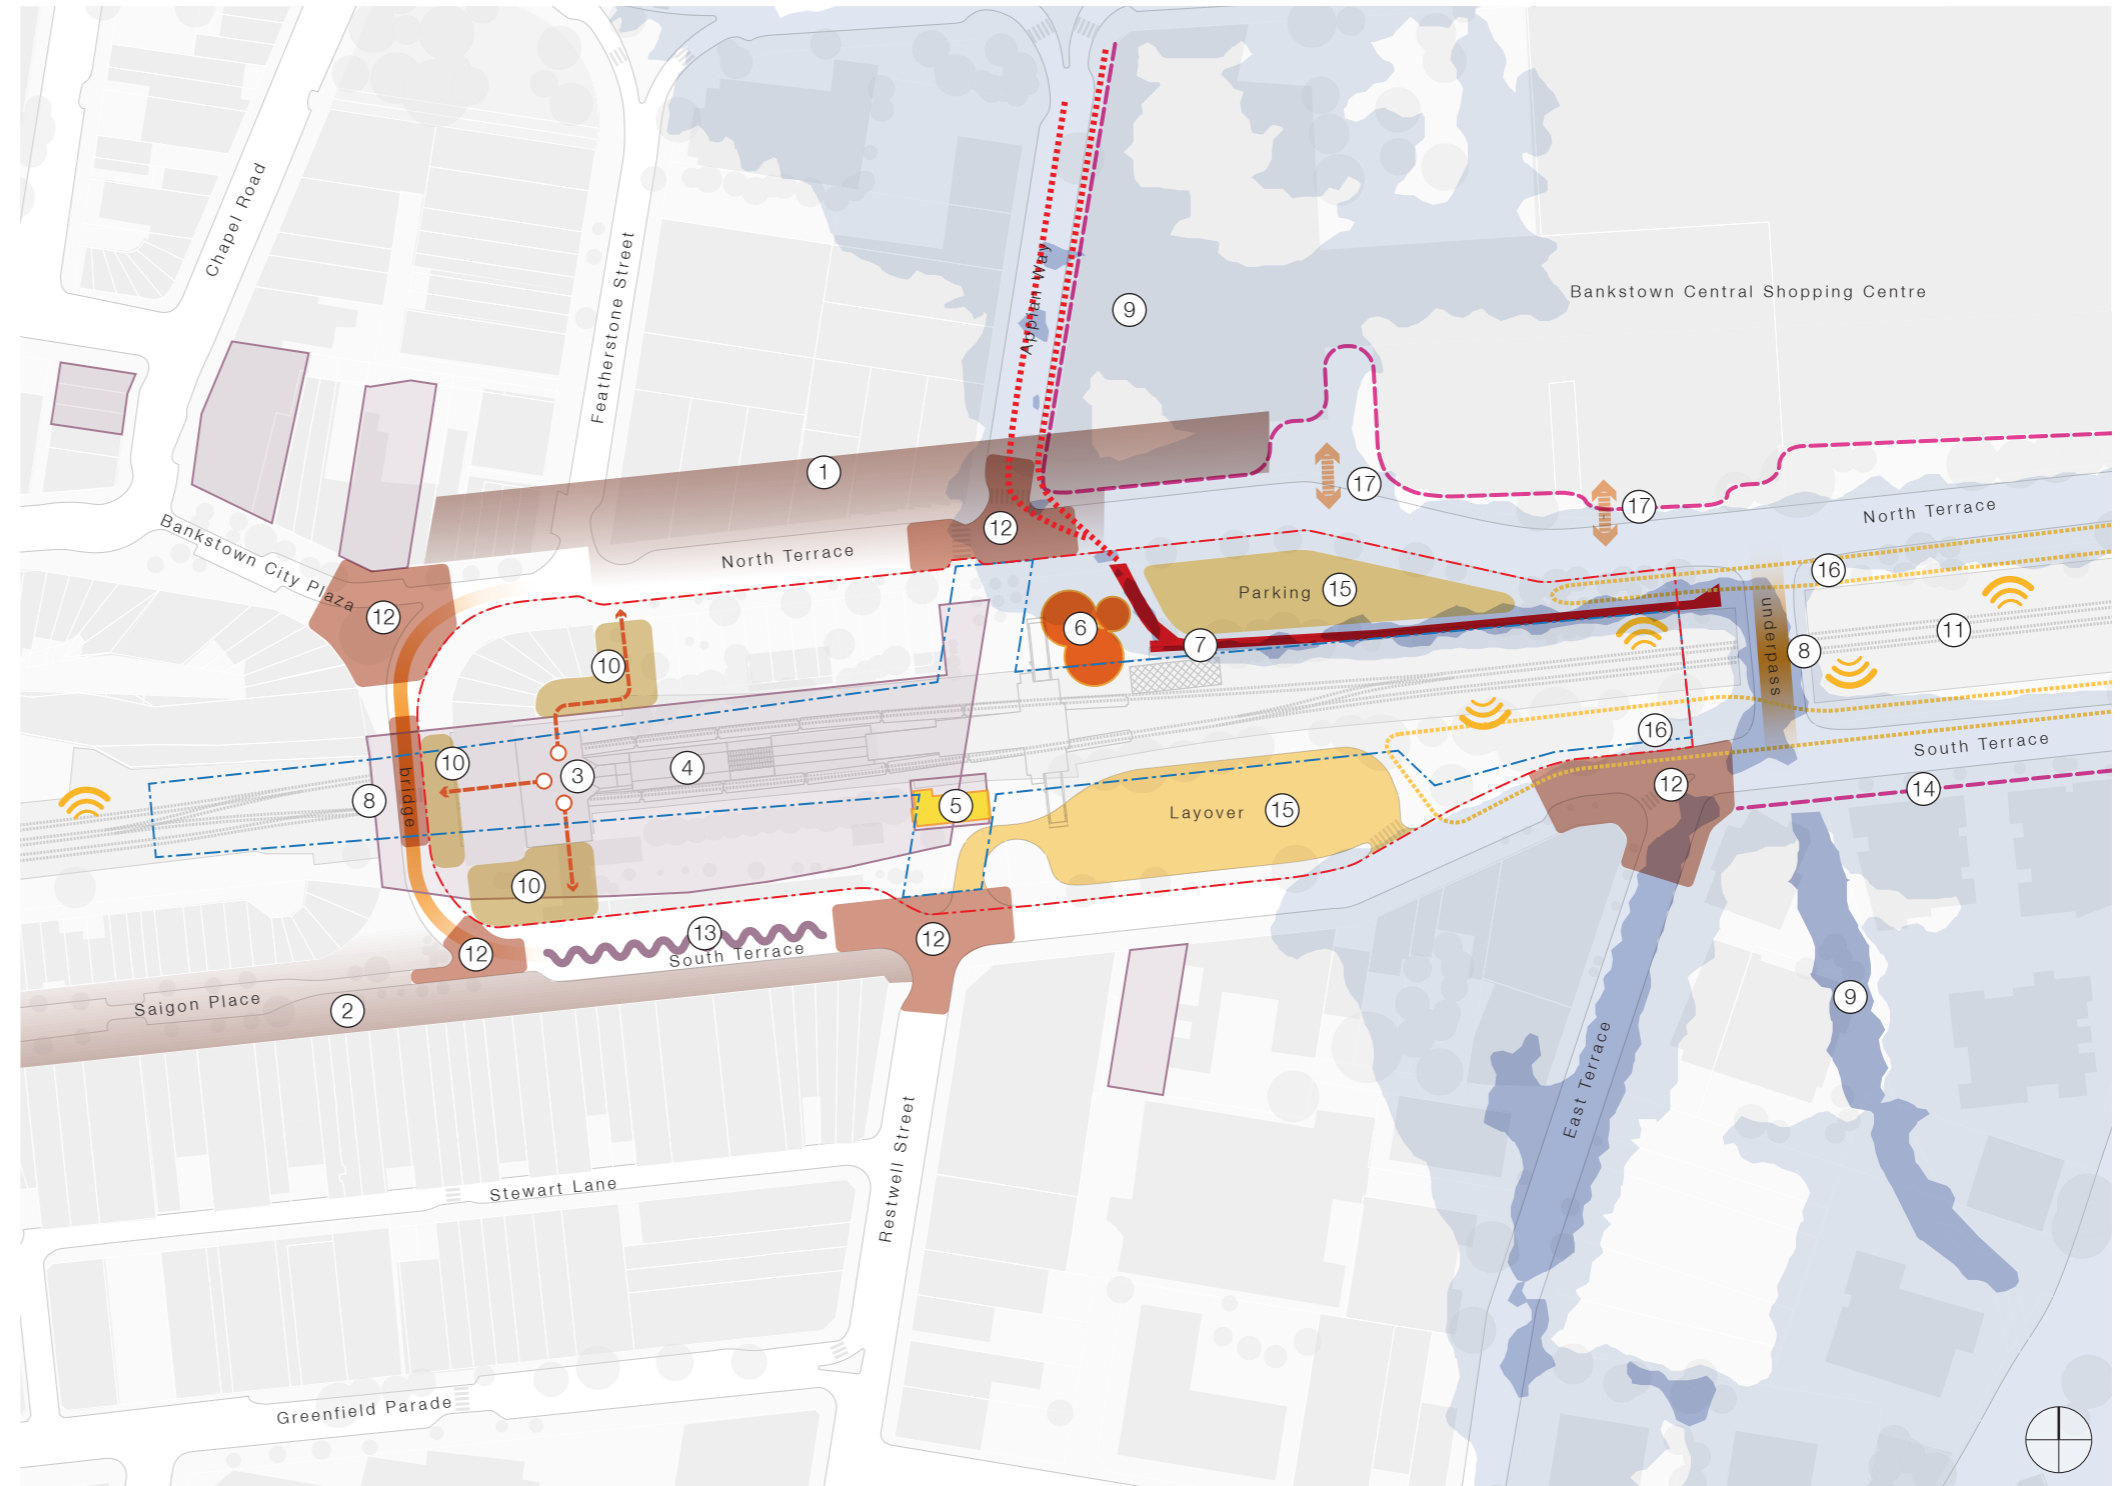 Chapel Road
Featherstone Street
Appian Way
9
Bankstown Central Shopping Centre
1
17
17
Bankstown City Plaza
12
North Terrace
12
North Terrace
16
Parking
15
underpass
6
7
8
11
10
12
10
3
4
bridge
8
5
Layover
15
16
12
South Terrace
14
10
13
South Terrace
12
12
Saigon Place
2
9
East Terrace
Restwell Street
Stewart Lane
Greenfield Parade